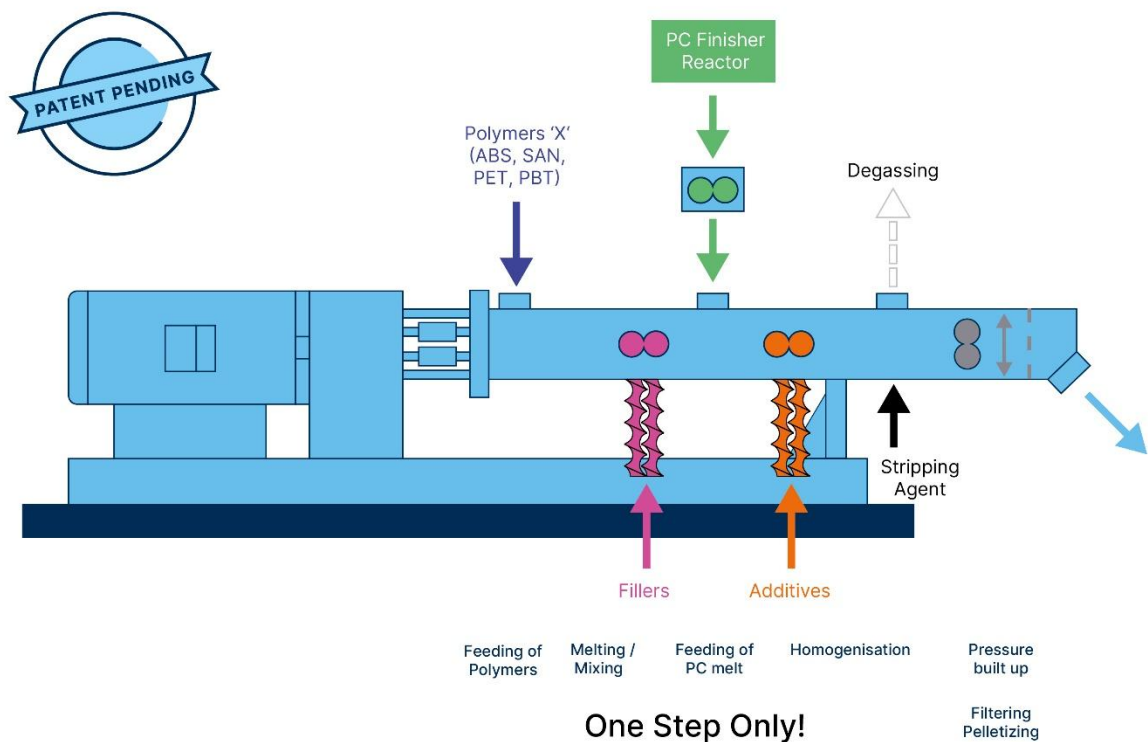 PATENT PENDING
PC Finisher
Reactor
Polymers ‘X’
(ABS, SAN,
PET, PBT)
Degassing
Stripping
Agent
Fillers
Additives
Feeding of
Polymers
Melting /
Mixing
Feeding of
PC melt
Homogenisation
Pressure
built up
One Step Only!
Filtering
Pelletizing